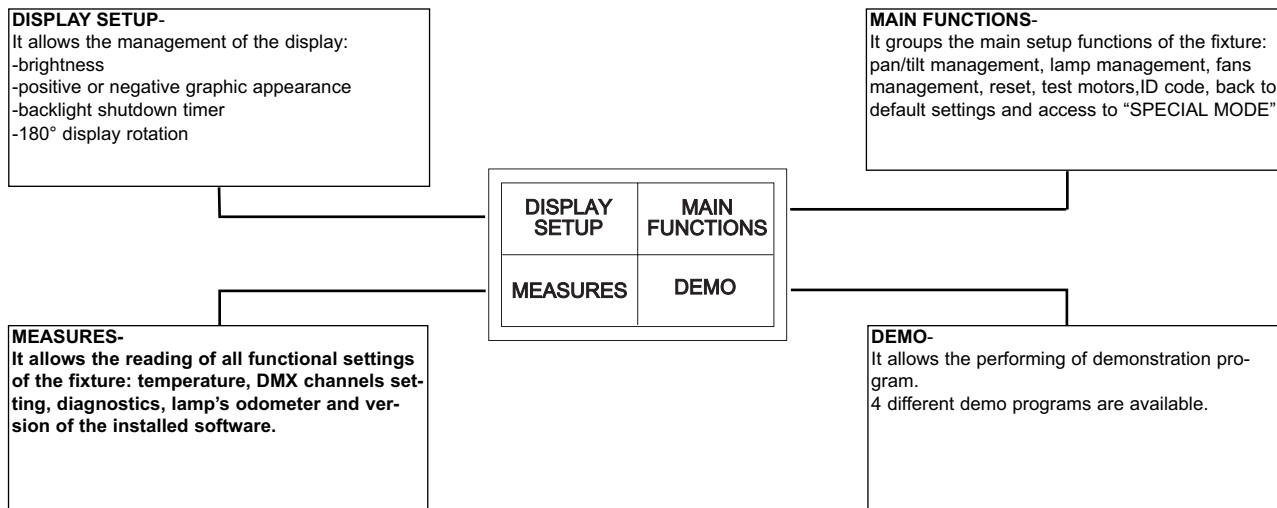 DISPLAY SETUP-
It allows the management of the display:
-brightness
-positive or negative graphic appearance
-backlight shutdown timer
-180° display rotation
MAIN FUNCTIONS-
It groups the main setup functions of the fixture:
pan/tilt management, lamp management, fans
management, reset, test motors,ID code, back to
default settings and access to “SPECIAL MODE”
DISPLAY
SETUP
MAIN
FUNCTIONS
MEASURES
DEMO
MEASURES-
It allows the reading of all functional settings
of the fixture: temperature, DMX channels set-
ting, diagnostics, lamp’s odometer and ver-
sion of the installed software.
DEMO-
It allows the performing of demonstration pro-
gram.
4 different demo programs are available.